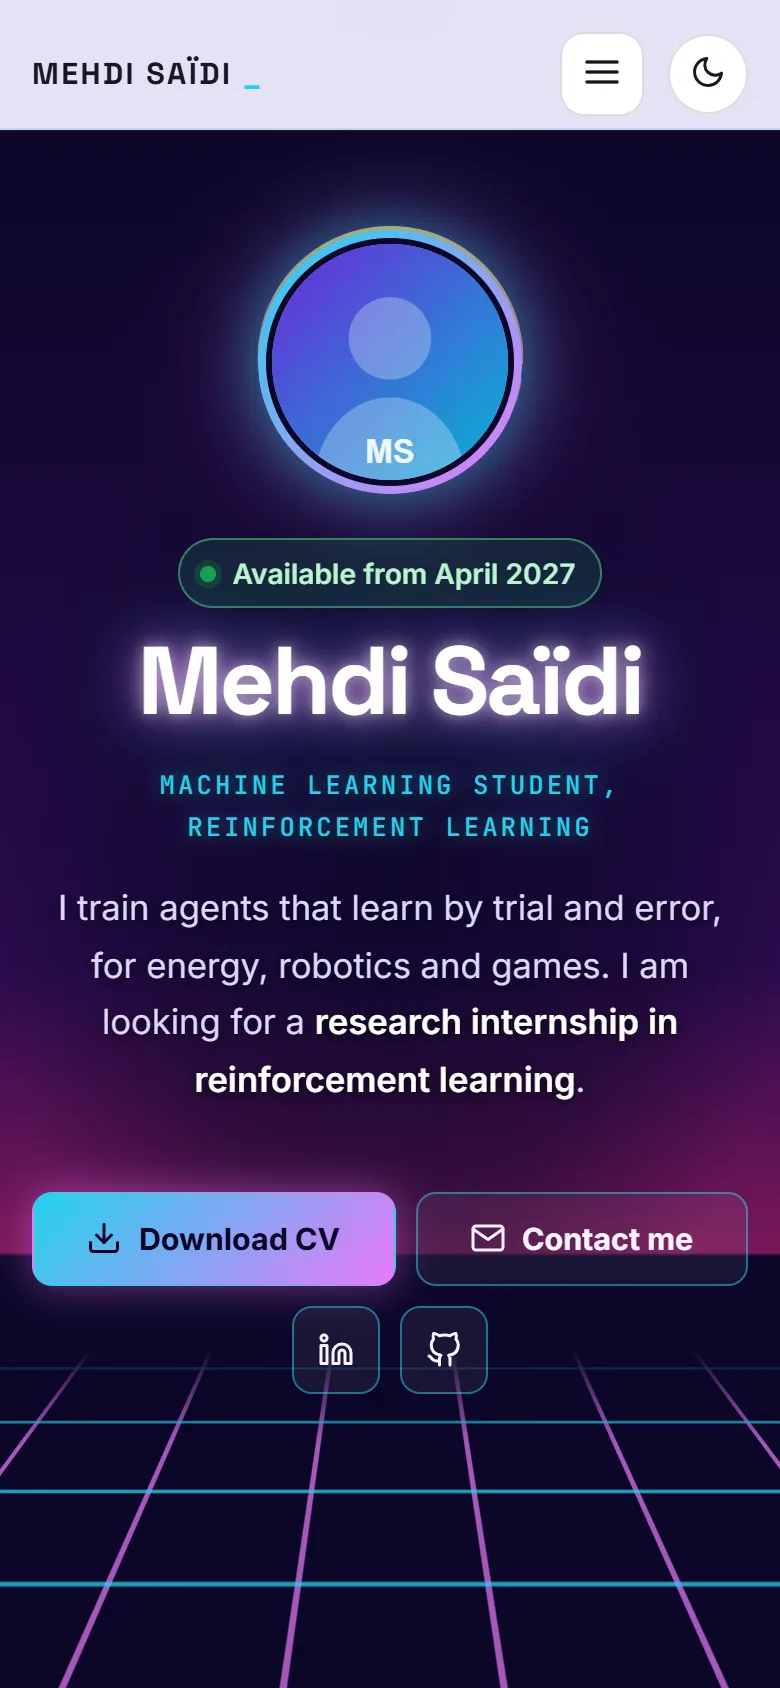 MEHDI SAÏDI _
MS
Available from April 2027
Mehdi Saïdi
MACHINE LEARNING STUDENT,
REINFORCEMENT LEARNING
I train agents that learn by trial and error,
for energy, robotics and games. I am
looking for a research internship in
reinforcement learning.
Download CV
Contact me
in